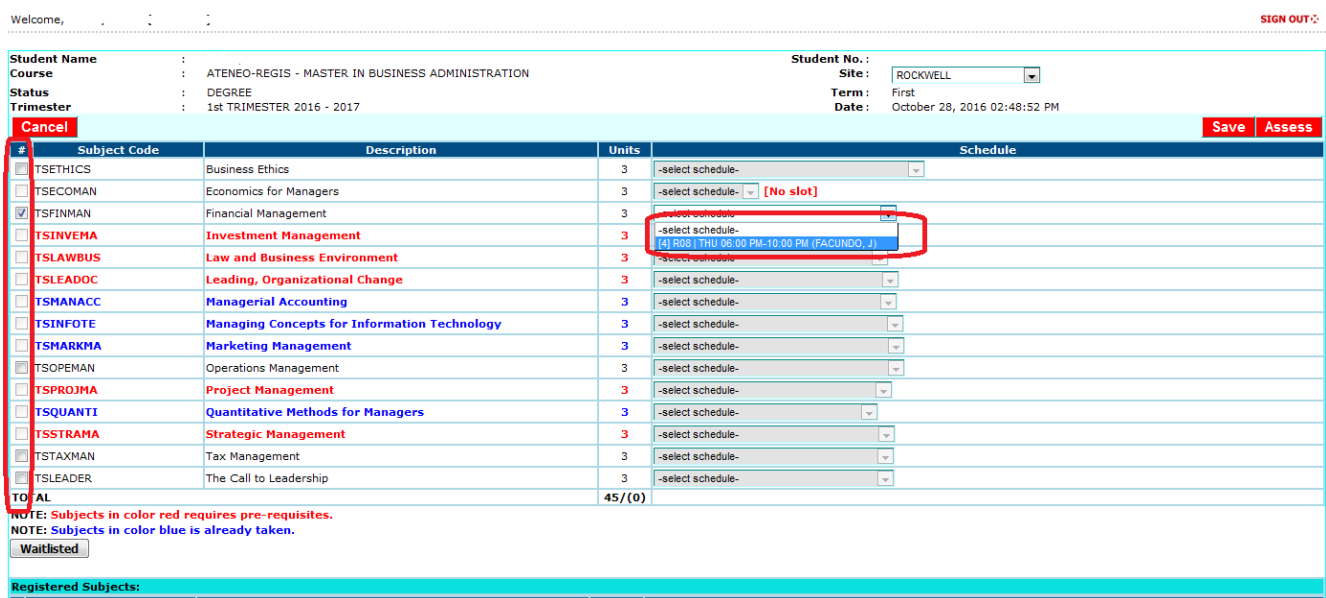 Welcome, SIGN OUT
Student Name : Student No. :
Course : ATENEO-REGIS - MASTER IN BUSINESS ADMINISTRATION Site : ROCKWELL
Status : DEGREE Term : First
Trimester : 1st TRIMESTER 2016 - 2017 Date : October 28, 2016 02:48:52 PM
Cancel Save Assess
# Subject Code Description Units Schedule
TSETHICS Business Ethics 3 -select schedule-
TSECOMAN Economics for Managers 3 -select schedule- [No slot]
TSFINMAN Financial Management 3 -select schedule-
-select schedule-
TSINVEMA Investment Management 3 [4] R08 | THU 06:00 PM-10:00 PM (FACUNDO, J)
TSLAWBUS Law and Business Environment 3 -select schedule-
TSLEADOC Leading, Organizational Change 3 -select schedule-
TSMANACC Managerial Accounting 3 -select schedule-
TSINFOTE Managing Concepts for Information Technology 3 -select schedule-
TSMARKMA Marketing Management 3 -select schedule-
TSOPEMAN Operations Management 3 -select schedule-
TSPROJMA Project Management 3 -select schedule-
TSQUANTI Quantitative Methods for Managers 3 -select schedule-
TSSTRAMA Strategic Management 3 -select schedule-
TSTAXMAN Tax Management 3 -select schedule-
TSLEADER The Call to Leadership 3 -select schedule-
TOTAL 45/(0)
NOTE: Subjects in color red requires pre-requisites.
NOTE: Subjects in color blue is already taken.
Waitlisted
Registered Subjects: